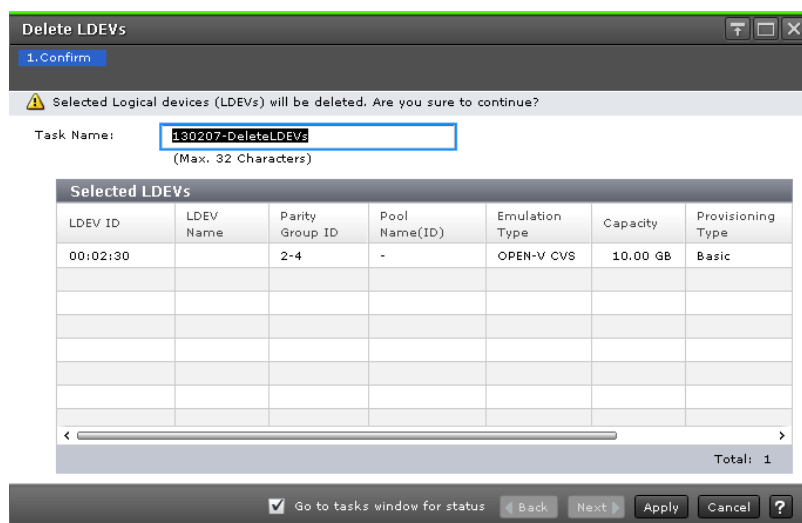 Delete LDEVs
1.Confirm
Selected Logical devices (LDEVs) will be deleted. Are you sure to continue?
Task Name: 130207-DeleteLDEVs
(Max. 32 Characters)
Selected LDEVs
LDEV ID LDEV Name Parity Group ID Pool Name(ID) Emulation Type Capacity Provisioning Type
00:02:30 2-4 - OPEN-V CVS 10.00 GB Basic
Total: 1
Go to tasks window for status Back Next Apply Cancel ?